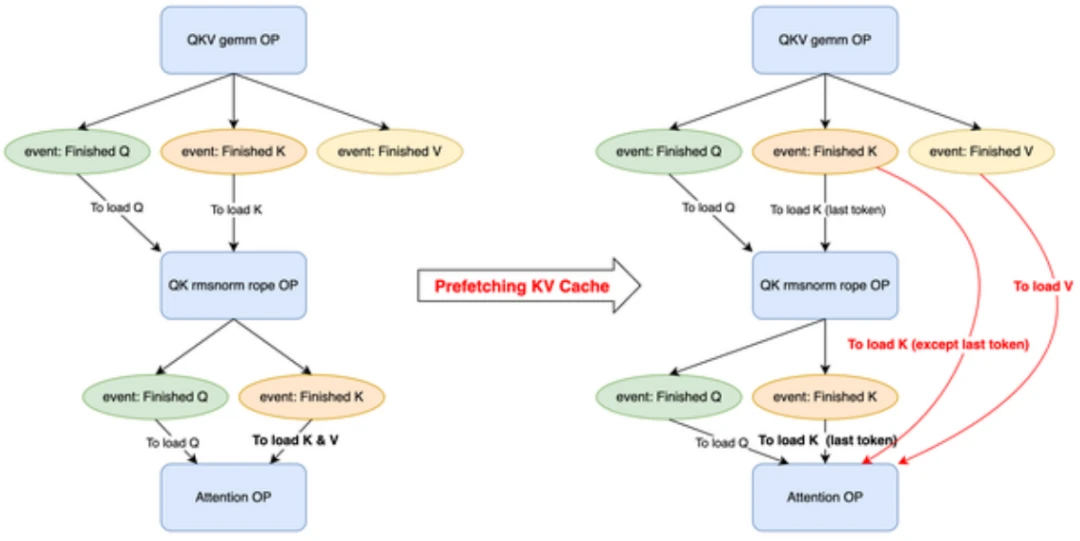 QKV gemm OP
event: Finished Q
event: Finished K
event: Finished V
To load Q
To load K
QK rmsnorm rope OP
event: Finished Q
event: Finished K
To load Q
To load K & V
Attention OP
Prefetching KV Cache
QKV gemm OP
event: Finished Q
event: Finished K
event: Finished V
To load Q
To load K (last token)
QK rmsnorm rope OP
To load V
To load K (except last token)
event: Finished Q
event: Finished K
To load Q
To load K (last token)
Attention OP